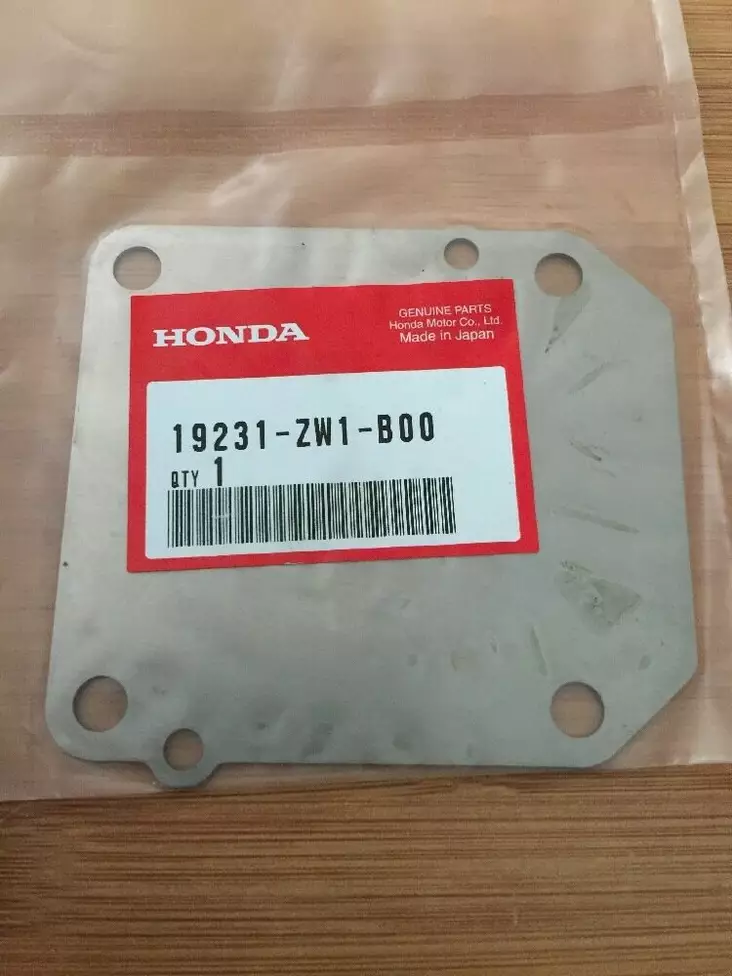 HONDA
GENUINE PARTS
Honda Motor Co., Ltd.
Made in Japan
19231-ZW1-B00
QTY 1